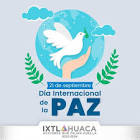 21 de septiembre
Día Internacional
de la PAZ
IXTLAHUACA